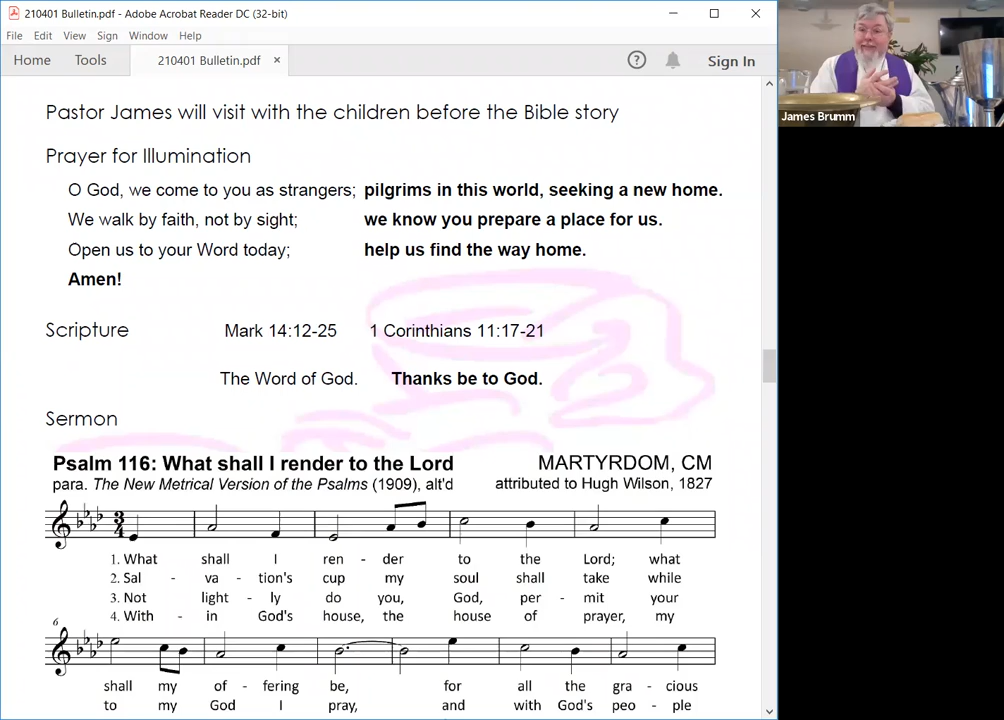 210401 Bulletin.pdf - Adobe Acrobat Reader DC (32-bit)
File Edit View Sign Window Help
Home Tools 210401 Bulletin.pdf × Sign In
James Brumm
Pastor James will visit with the children before the Bible story
Prayer for Illumination
O God, we come to you as strangers; pilgrims in this world, seeking a new home.
We walk by faith, not by sight; we know you prepare a place for us.
Open us to your Word today; help us find the way home.
Amen!
Scripture Mark 14:12-25 1 Corinthians 11:17-21
The Word of God. Thanks be to God.
Sermon
Psalm 116: What shall I render to the Lord MARTYRDOM, CM
para. The New Metrical Version of the Psalms (1909), alt'd attributed to Hugh Wilson, 1827
3
4
1. What shall I ren - der to the Lord; what
2. Sal - va - tion's cup my soul shall take while
3. Not light - ly do you, God, per - mit your
4. With - in God's house, the house of prayer, my
6
shall my of - fering be, for all the gra - cious
to my God I pray, and with God's peo - ple